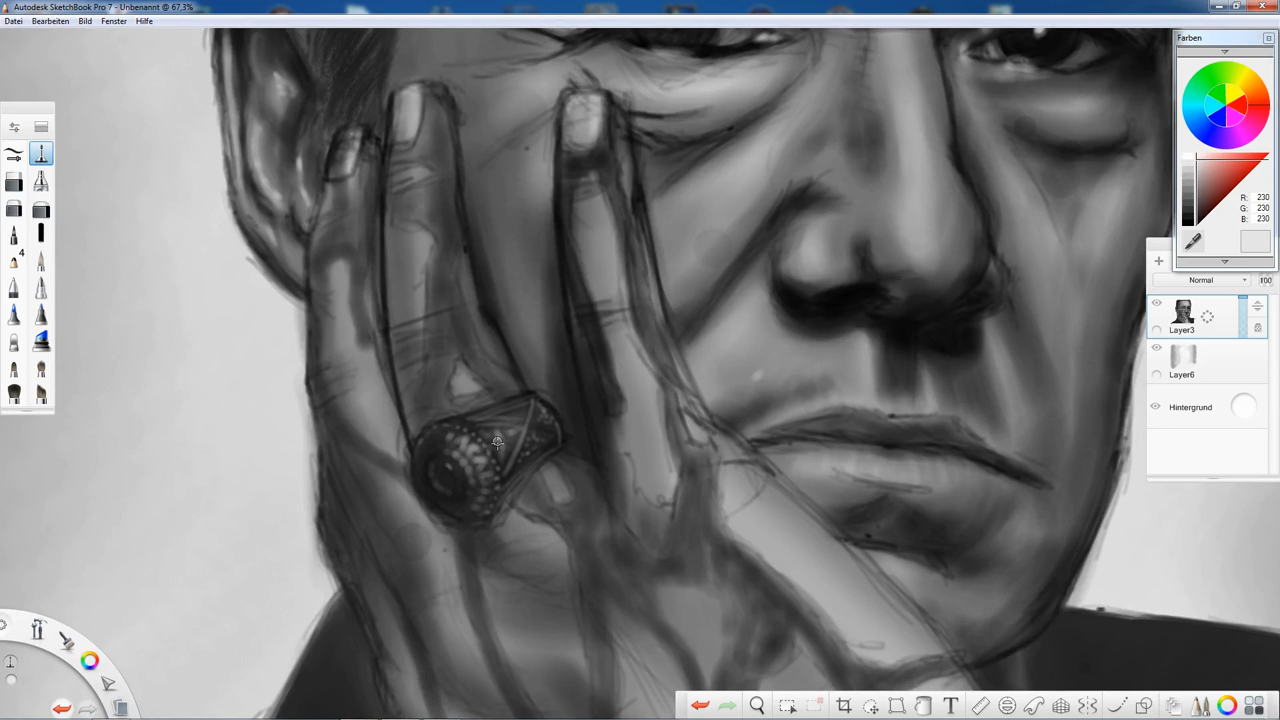 Autodesk SketchBook Pro 7 - Unbenannt @ 67.3%
Datei Bearbeiten Bild Fenster Hilfe
Farben
R: 230
G: 230
B: 230
4
Normal 100
Layer3
Layer6
Hintergrund
T